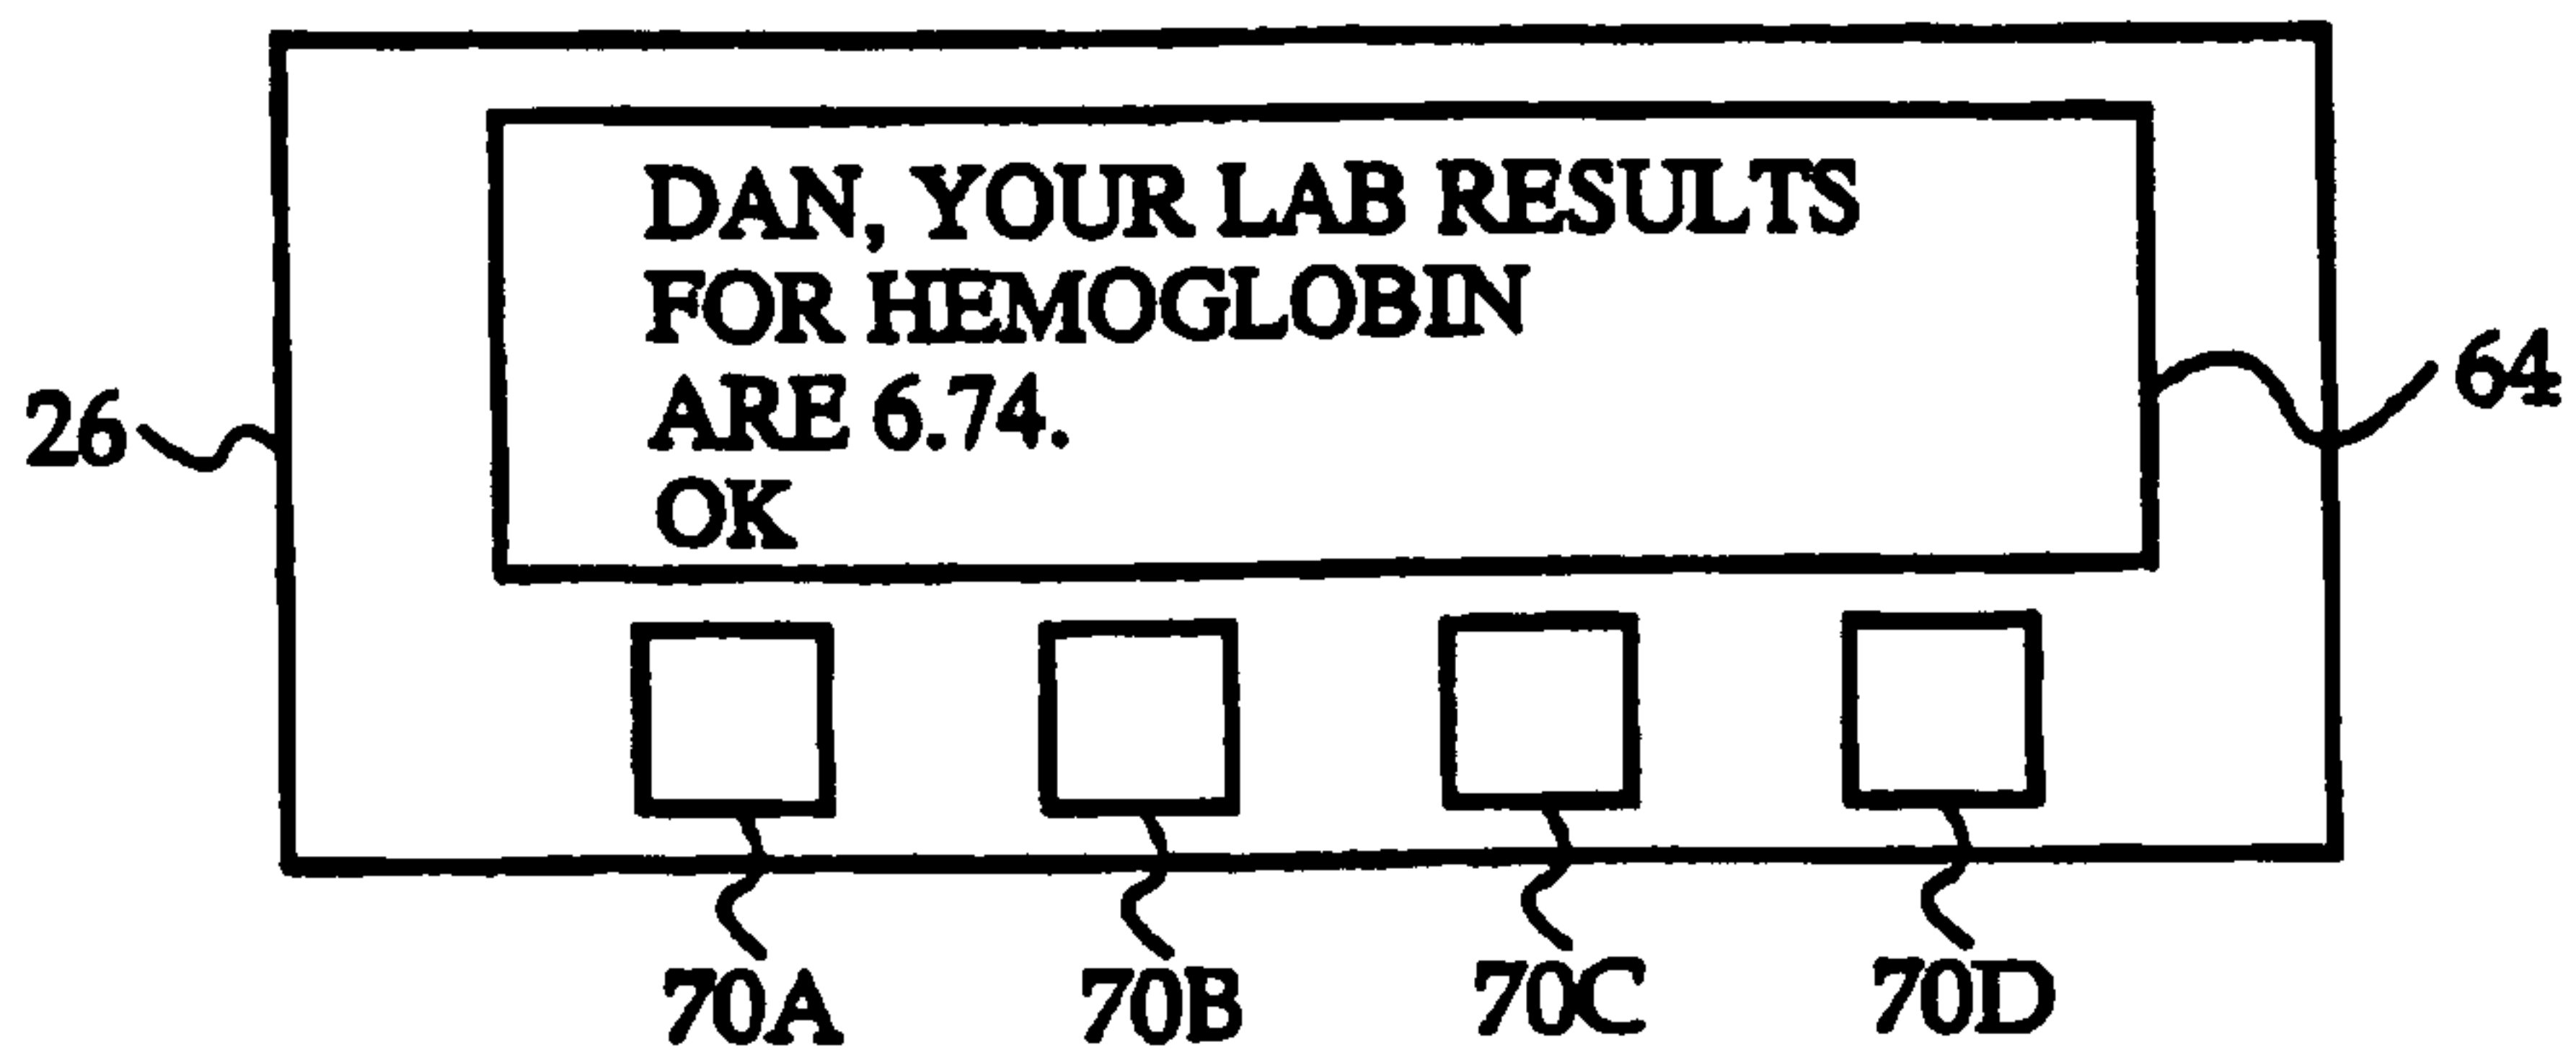 DAN, YOUR LAB RESULTS
FOR HEMOGLOBIN
ARE 6.74.
OK
26
64
70A 70B 70C 70D